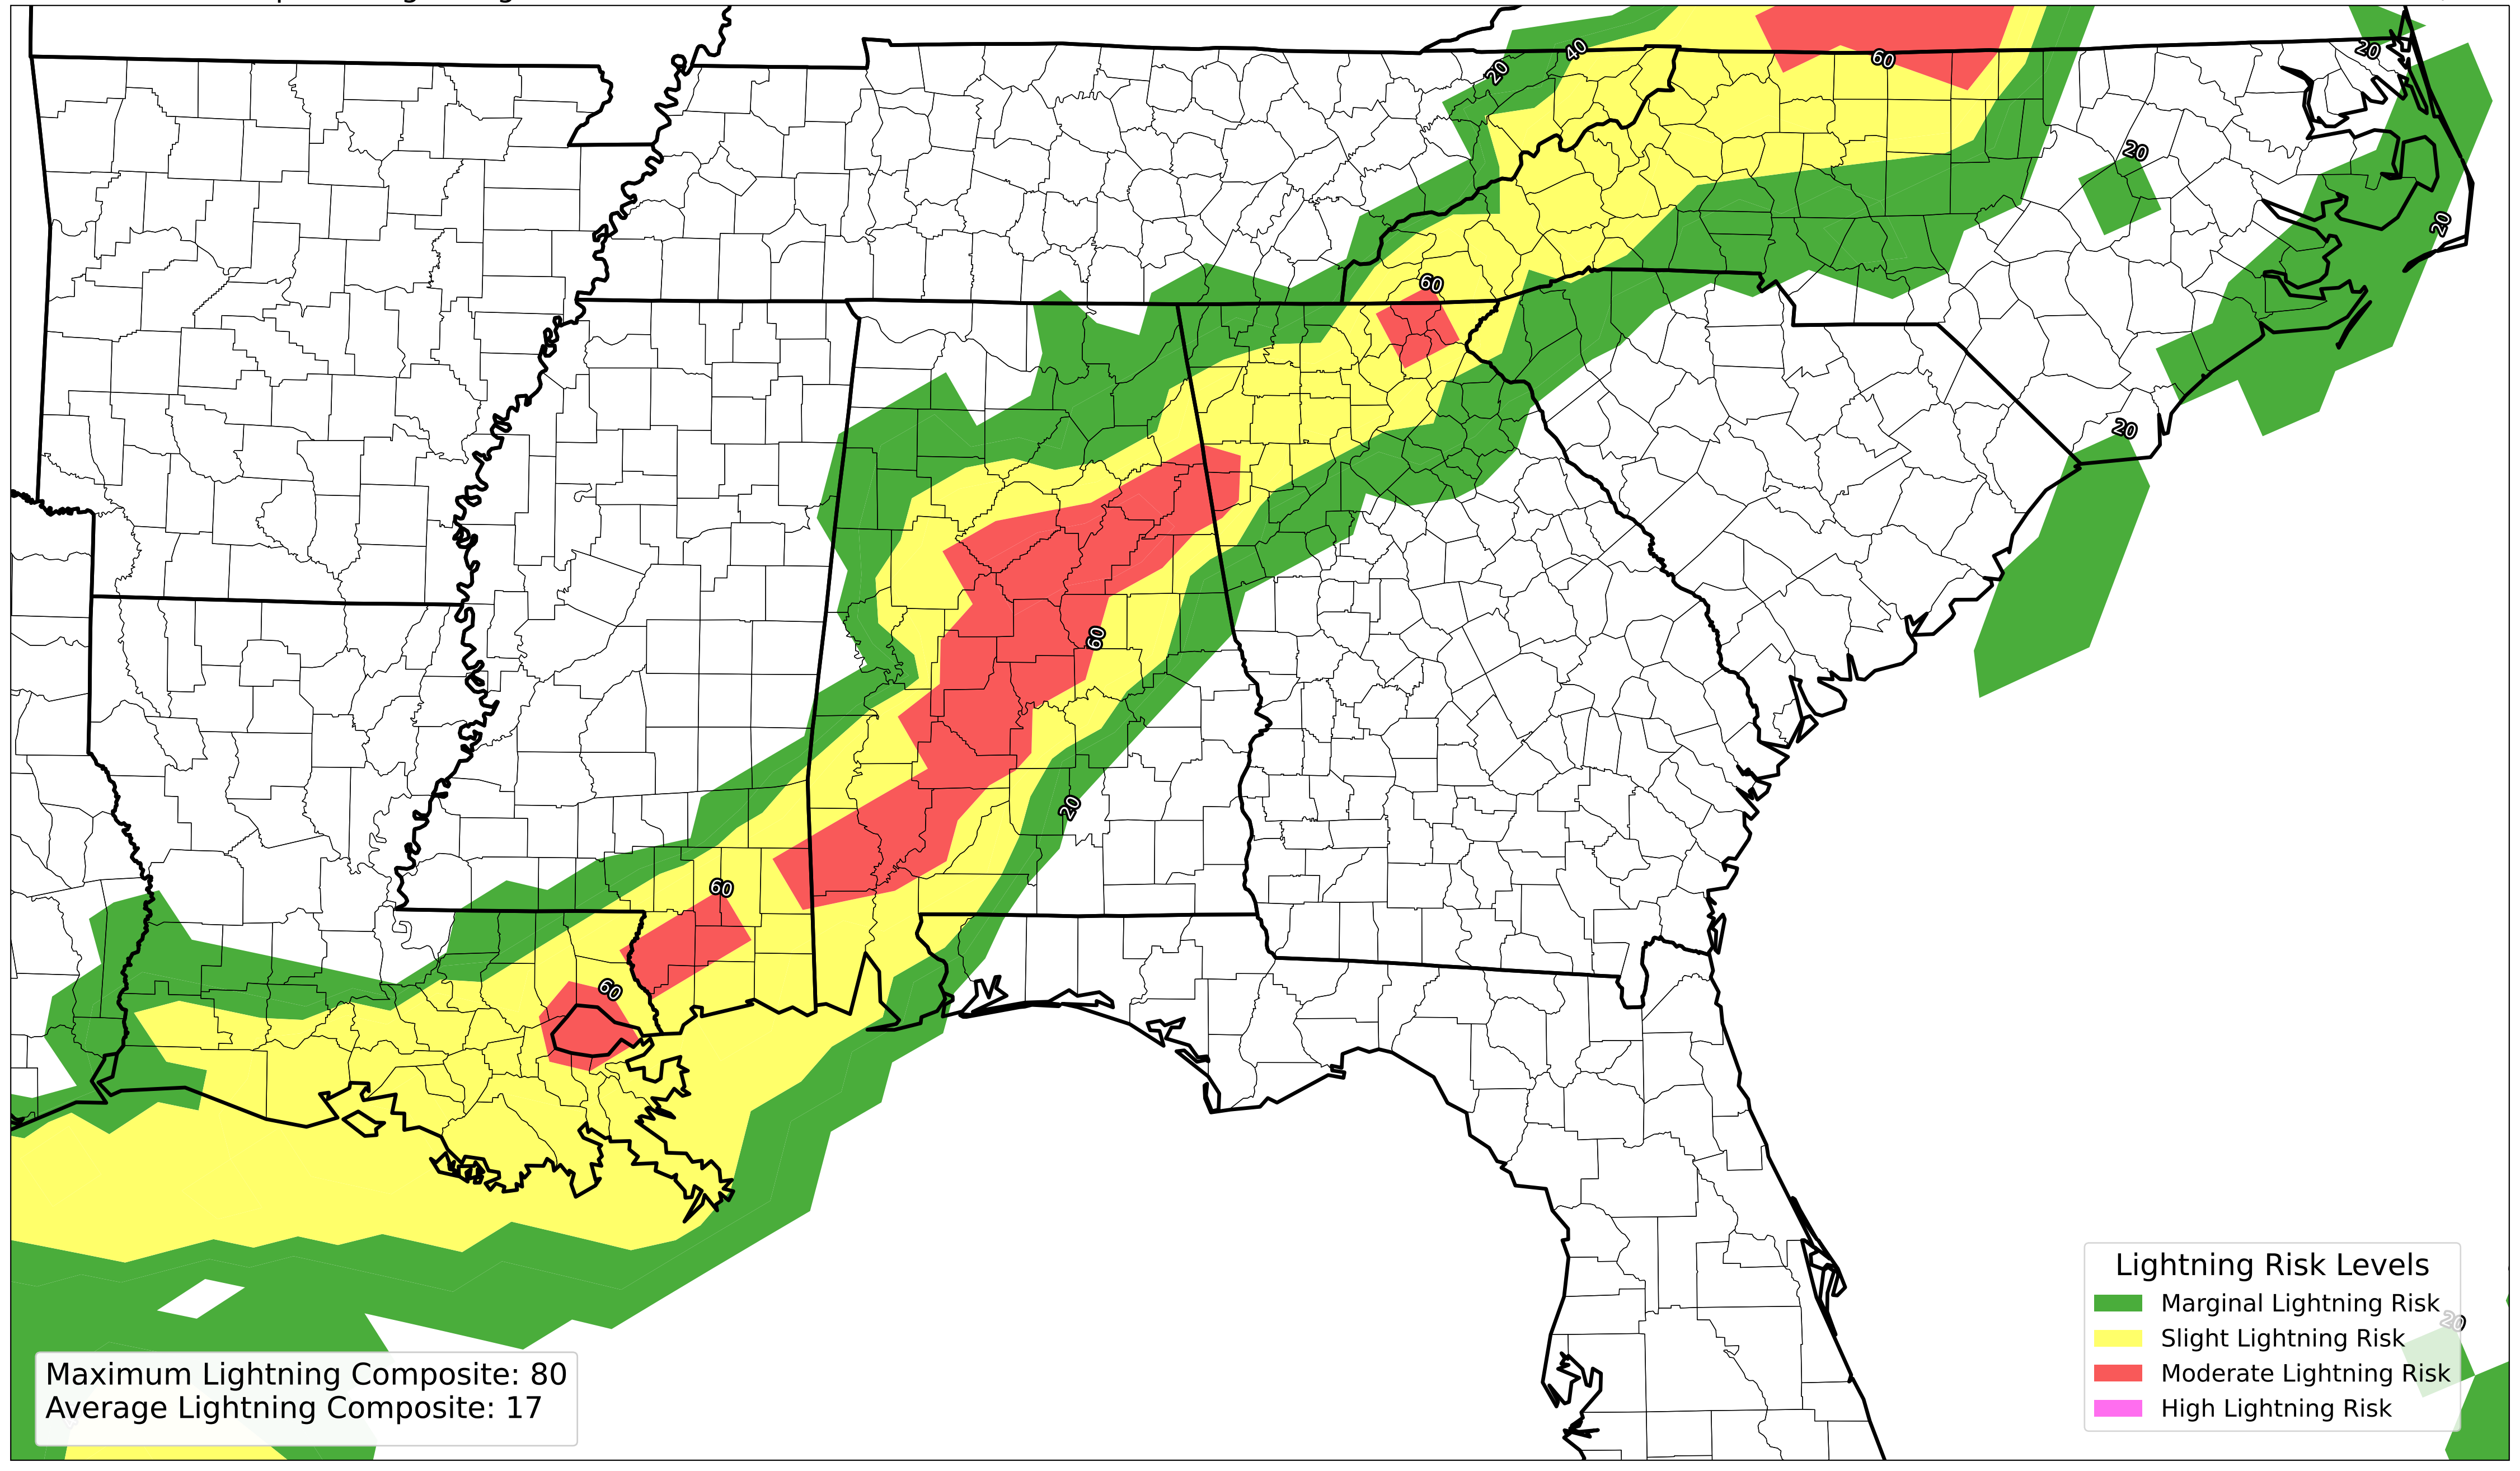 40
20
60
20
20
20
60
20
60
20
60
60
Lightning Risk Levels
Marginal Lightning Risk
20
Slight Lightning Risk
Moderate Lightning Risk
High Lightning Risk
Maximum Lightning Composite: 80
Average Lightning Composite: 17